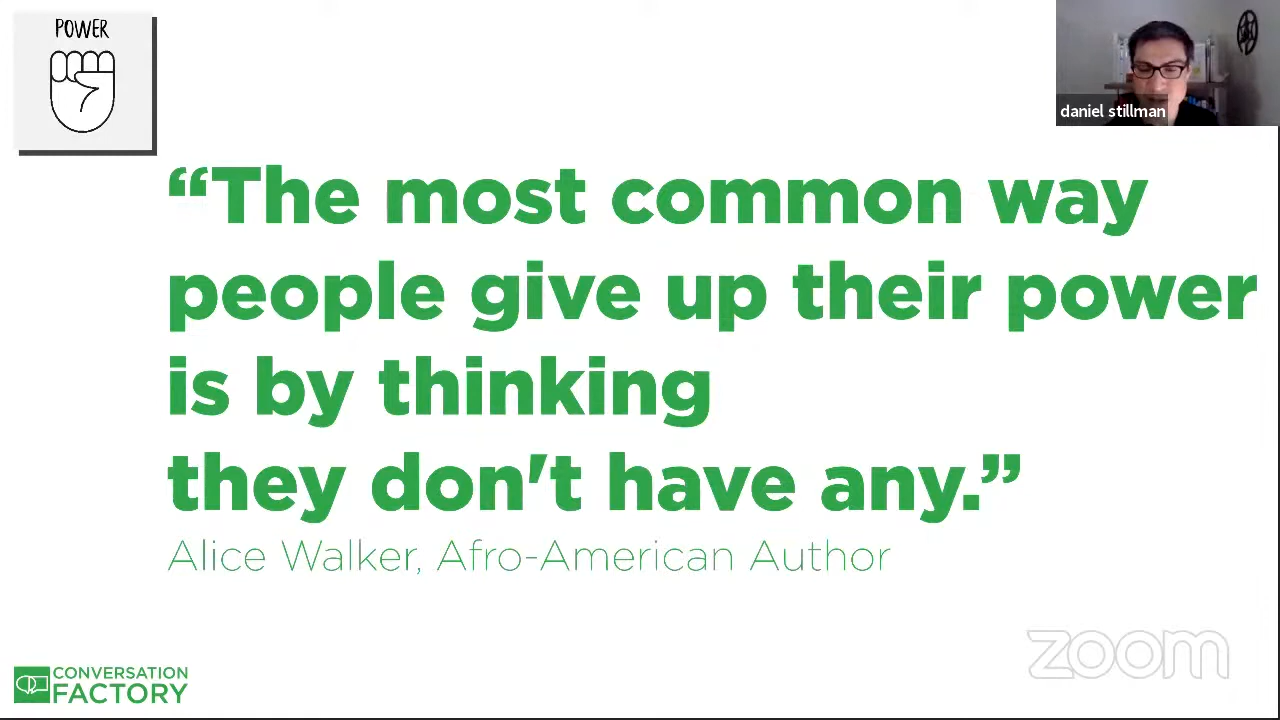 POWER
daniel stillman
“The most common way
people give up their power
is by thinking
they don't have any.”
Alice Walker, Afro-American Author
CONVERSATION
FACTORY
zoom